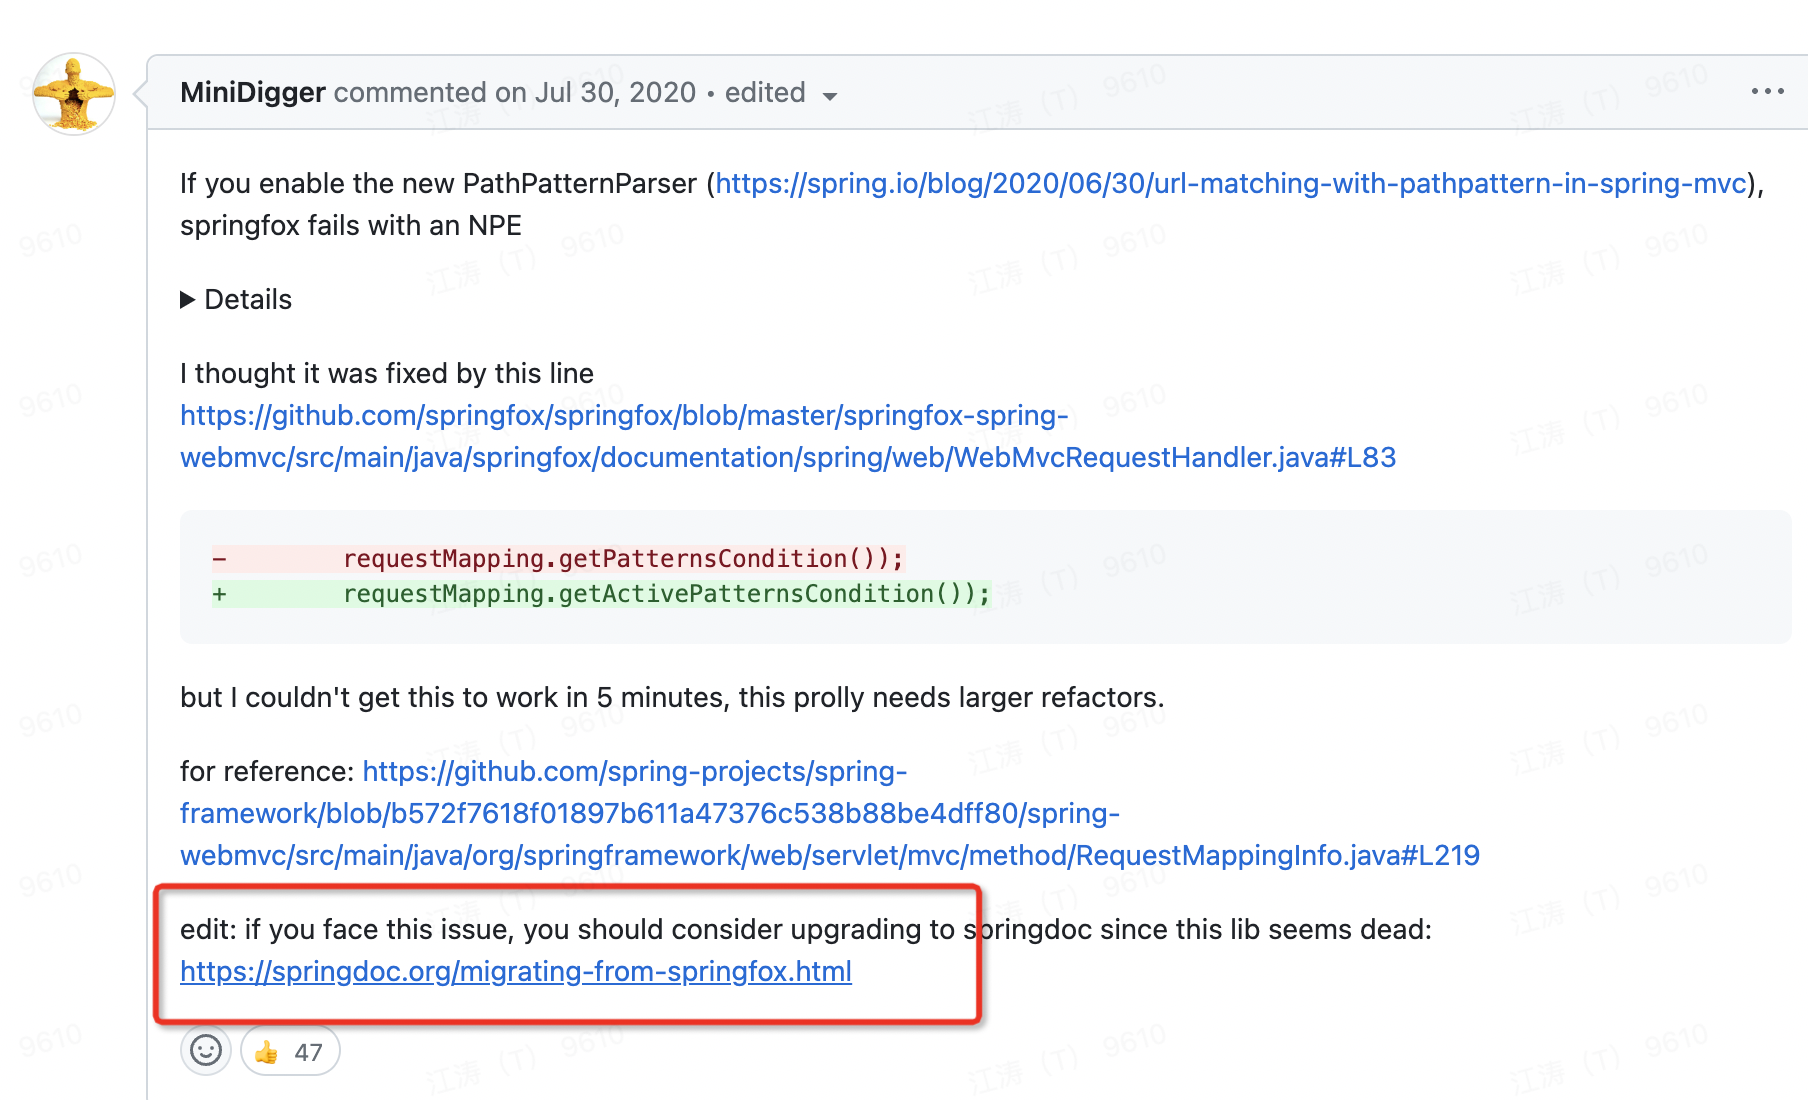 MiniDigger commented on Jul 30, 2020 • edited
If you enable the new PathPatternParser (https://spring.io/blog/2020/06/30/url-matching-with-pathpattern-in-spring-mvc),
springfox fails with an NPE
Details
I thought it was fixed by this line
https://github.com/springfox/springfox/blob/master/springfox-spring-
webmvc/src/main/java/springfox/documentation/spring/web/WebMvcRequestHandler.java#L83
-        requestMapping.getPatternsCondition());
+        requestMapping.getActivePatternsCondition());
but I couldn't get this to work in 5 minutes, this prolly needs larger refactors.
for reference: https://github.com/spring-projects/spring-
framework/blob/b572f7618f01897b611a47376c538b88be4dff80/spring-
webmvc/src/main/java/org/springframework/web/servlet/mvc/method/RequestMappingInfo.java#L219
edit: if you face this issue, you should consider upgrading to springdoc since this lib seems dead:
https://springdoc.org/migrating-from-springfox.html
47
江涛（T） 9610